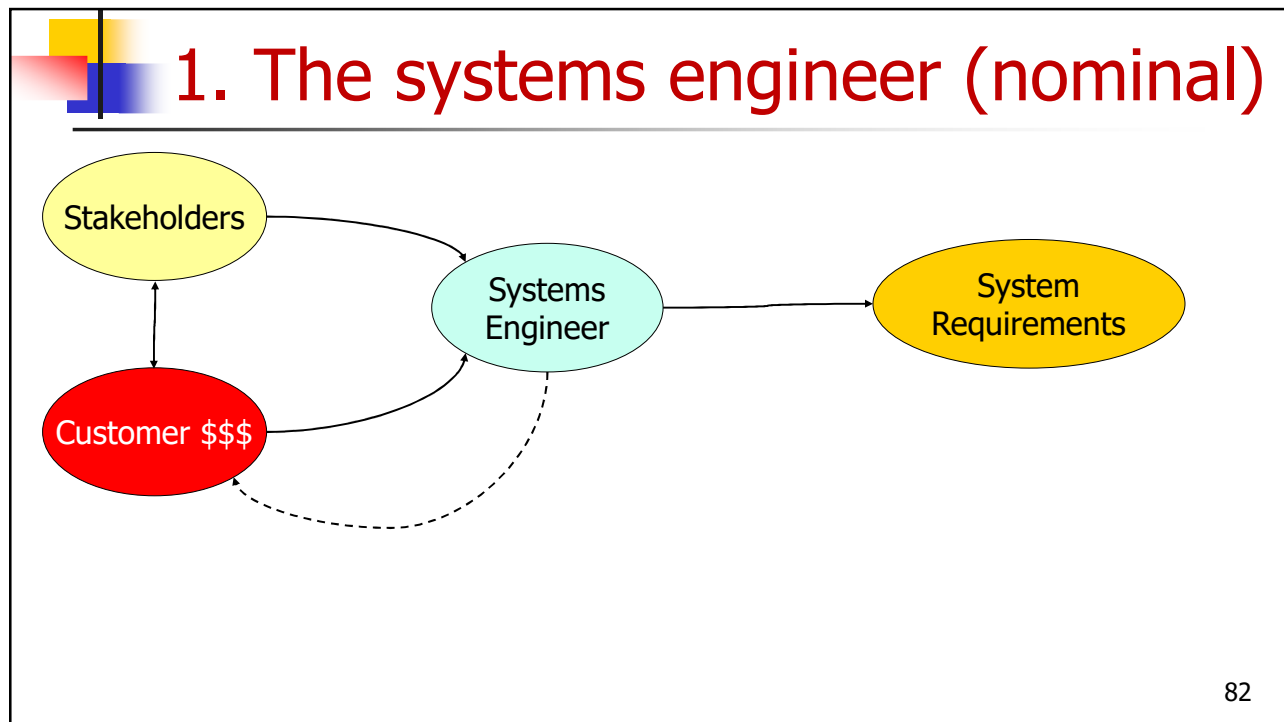 1. The systems engineer (nominal)
Stakeholders
Systems
Engineer
System
Requirements
Customer $$$
82